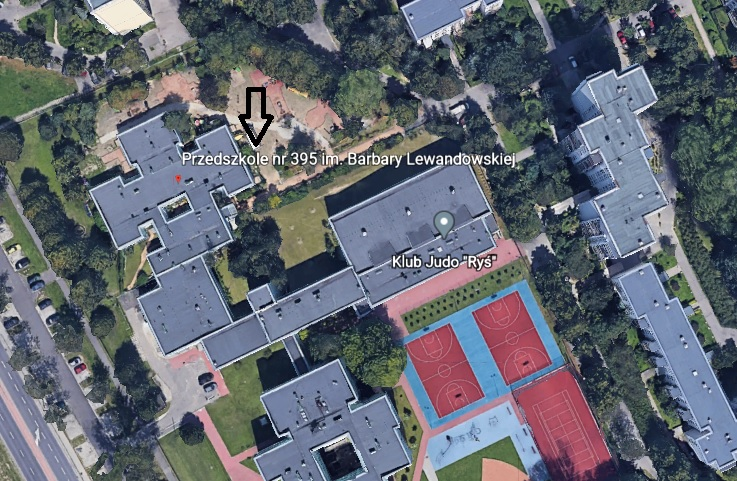 Przedszkole nr 395 im. Barbary Lewandowskiej
Klub Judo "Ryś"